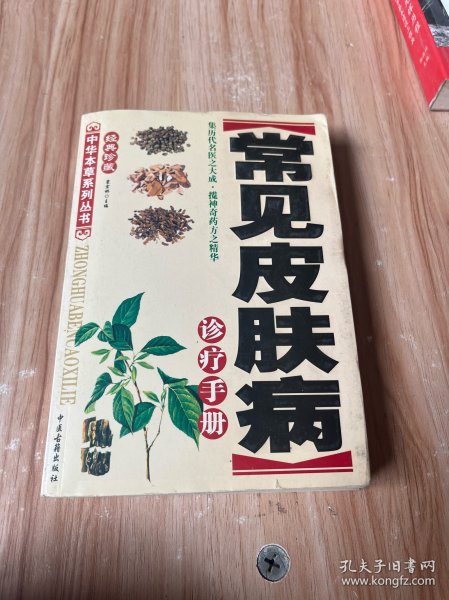 常见皮肤病
诊疗手册
集历代名医之大成·揽神奇药方之精华
经典珍藏
主编
中华本草系列丛书
ZHONGHUABENCAOXILIE
中医古籍出版社
孔夫子旧书网
www.kongfz.com